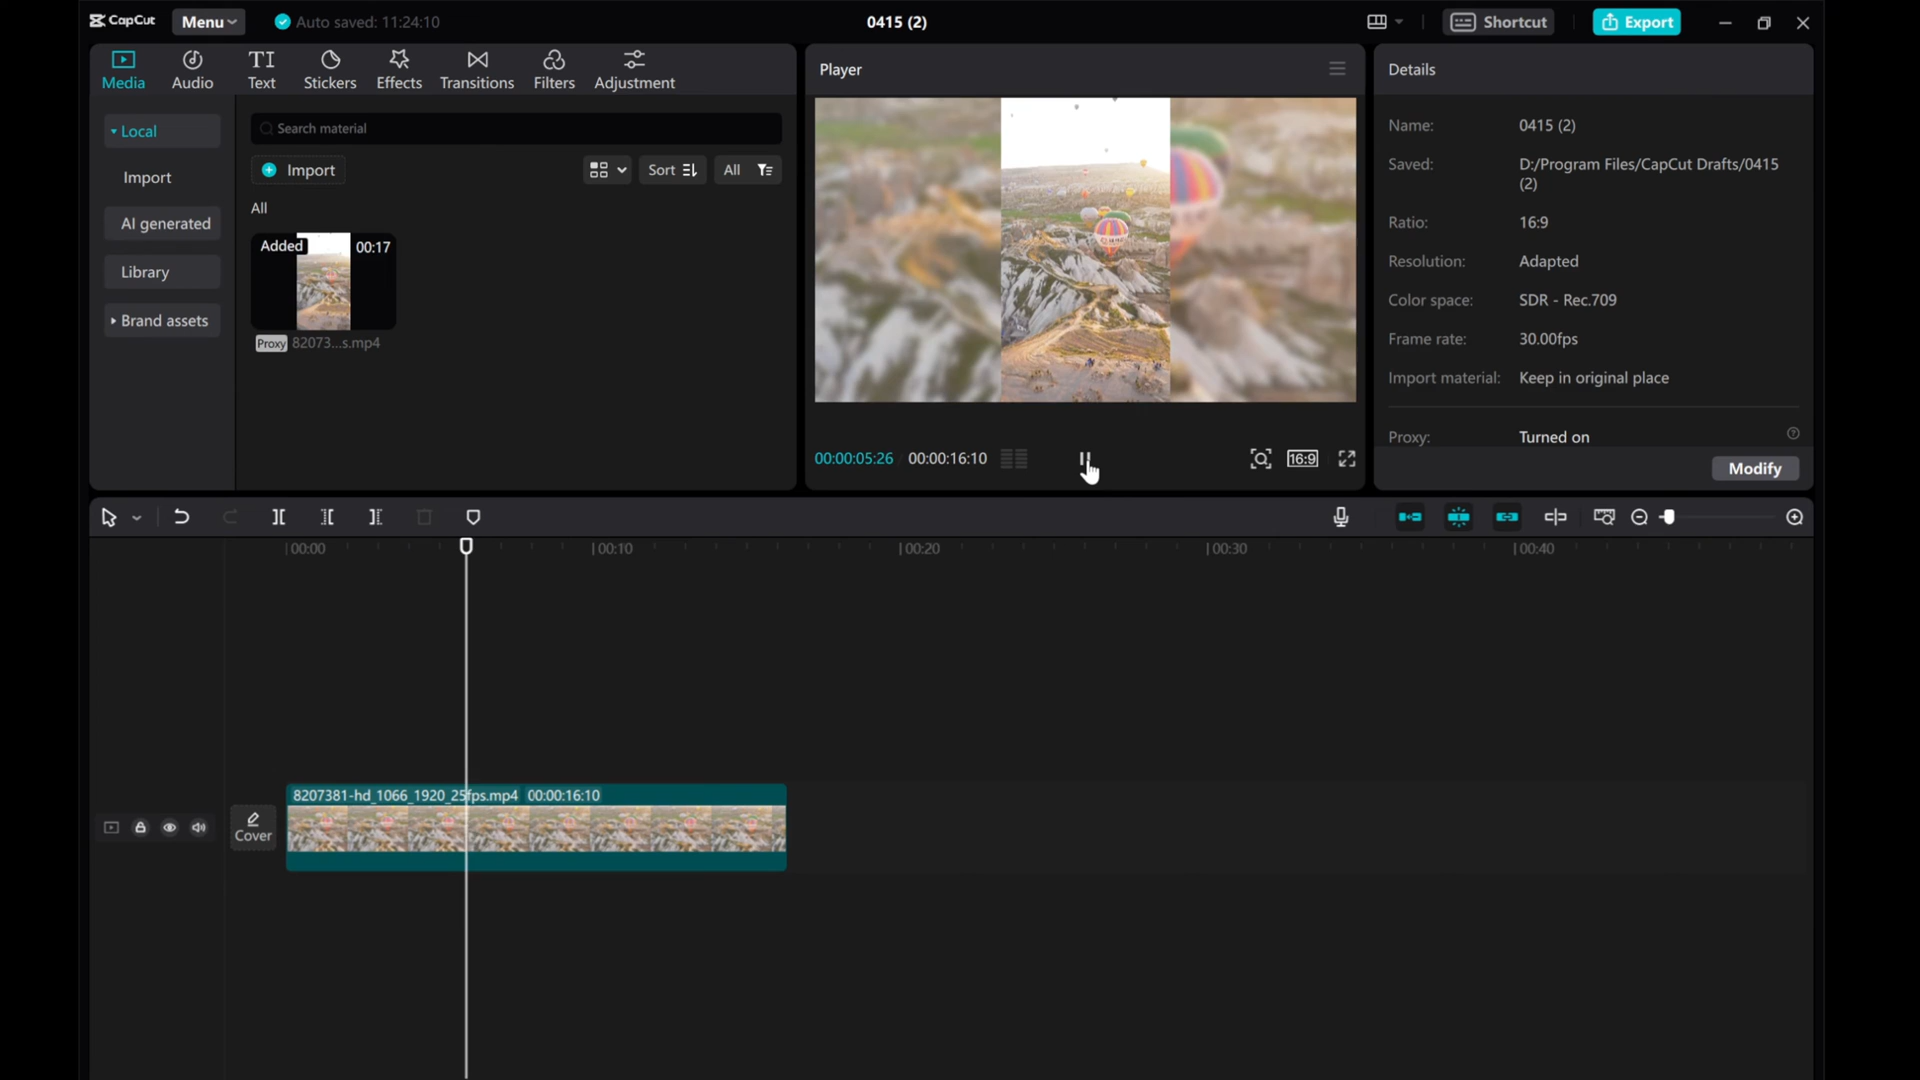 CapCut Menu Auto saved: 11:24:10 0415 (2) Shortcut Export
Media Audio Text Stickers Effects Transitions Filters Adjustment
TI
Local
Import
AI generated
Library
Brand assets
Search material
Import Sort All
All
Added 00:17
Proxy 82073...s.mp4
Player
00:00:05:26 00:00:16:10 16:9
Details
Name: 0415 (2)
Saved: D:/Program Files/CapCut Drafts/0415
(2)
Ratio: 16:9
Resolution: Adapted
Color space: SDR - Rec.709
Frame rate: 30.00fps
Import material: Keep in original place
Proxy: Turned on
Modify
00:00 00:10 00:20 00:30 00:40
8207381-hd_1066_1920_25fps.mp4 00:00:16:10
Cover